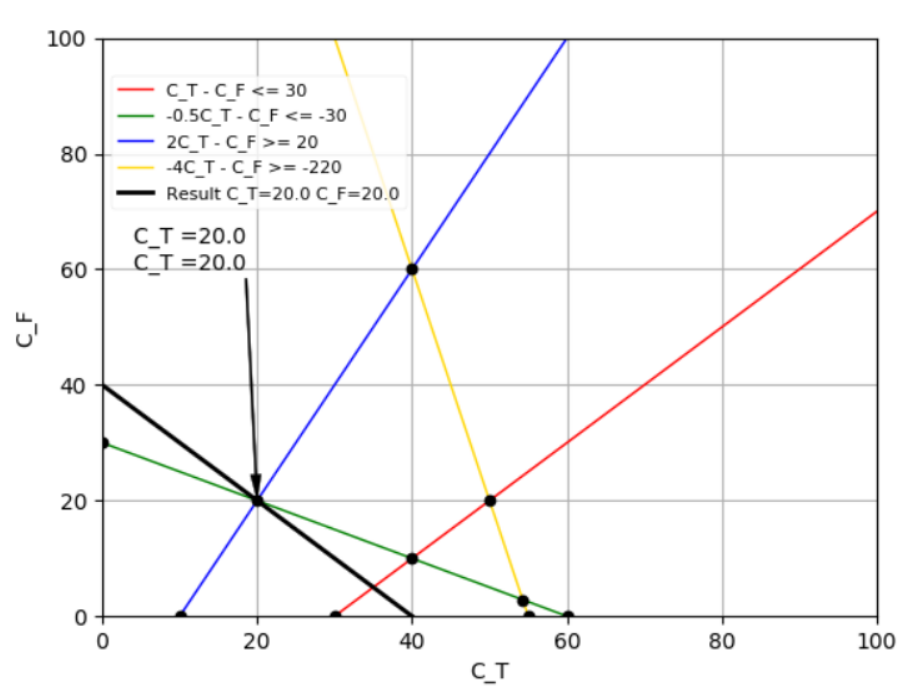 100
80
60
40
20
0
C_F
C_T - C_F <= 30
-0.5C_T - C_F <= -30
2C_T - C_F >= 20
-4C_T - C_F >= -220
Result C_T=20.0 C_F=20.0
C_T =20.0
C_T =20.0
0 20 40 60 80 100
C_T